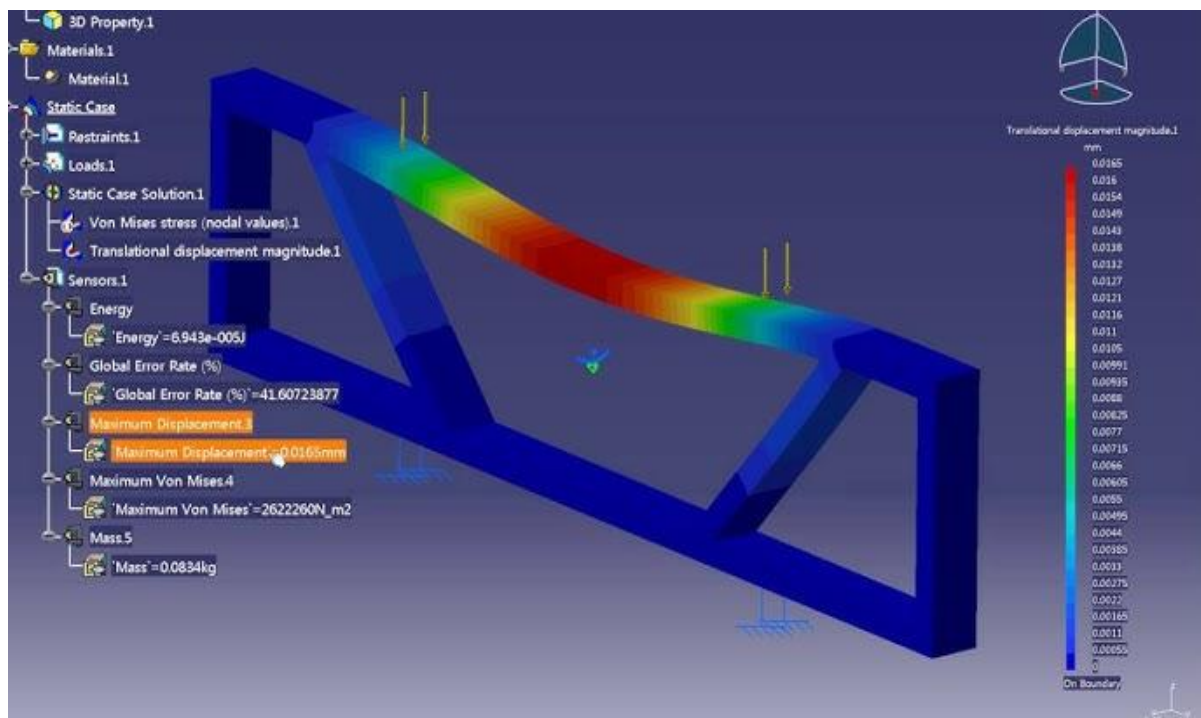 3D Property.1
Materials.1
Material.1
Static Case
Restraints.1
Loads.1
Static Case Solution.1
Von Mises stress (nodal values).1
Translational displacement magnitude.1
Sensors.1
Energy
'Energy'=6.943e-005J
Global Error Rate (%)
'Global Error Rate (%)'=41.60723877
Maximum Displacement.3
'Maximum Displacement'=0.0165mm
Maximum Von Mises.4
'Maximum Von Mises'=2622260N_m2
Mass.5
'Mass'=0.0834kg
Translational displacement magnitude.1
mm
0.0165
0.016
0.0154
0.0149
0.0143
0.0138
0.0132
0.0127
0.0121
0.0116
0.011
0.0105
0.00991
0.00935
0.0088
0.00825
0.0077
0.00715
0.0066
0.00605
0.0055
0.00495
0.0044
0.00385
0.0033
0.00275
0.0022
0.00165
0.0011
0.00055
0
On Boundary